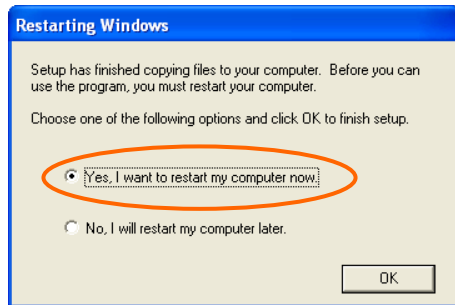 Restarting Windows
Setup has finished copying files to your computer.  Before you can
use the program, you must restart your computer.
Choose one of the following options and click OK to finish setup.
Yes, I want to restart my computer now.
No, I will restart my computer later.
OK